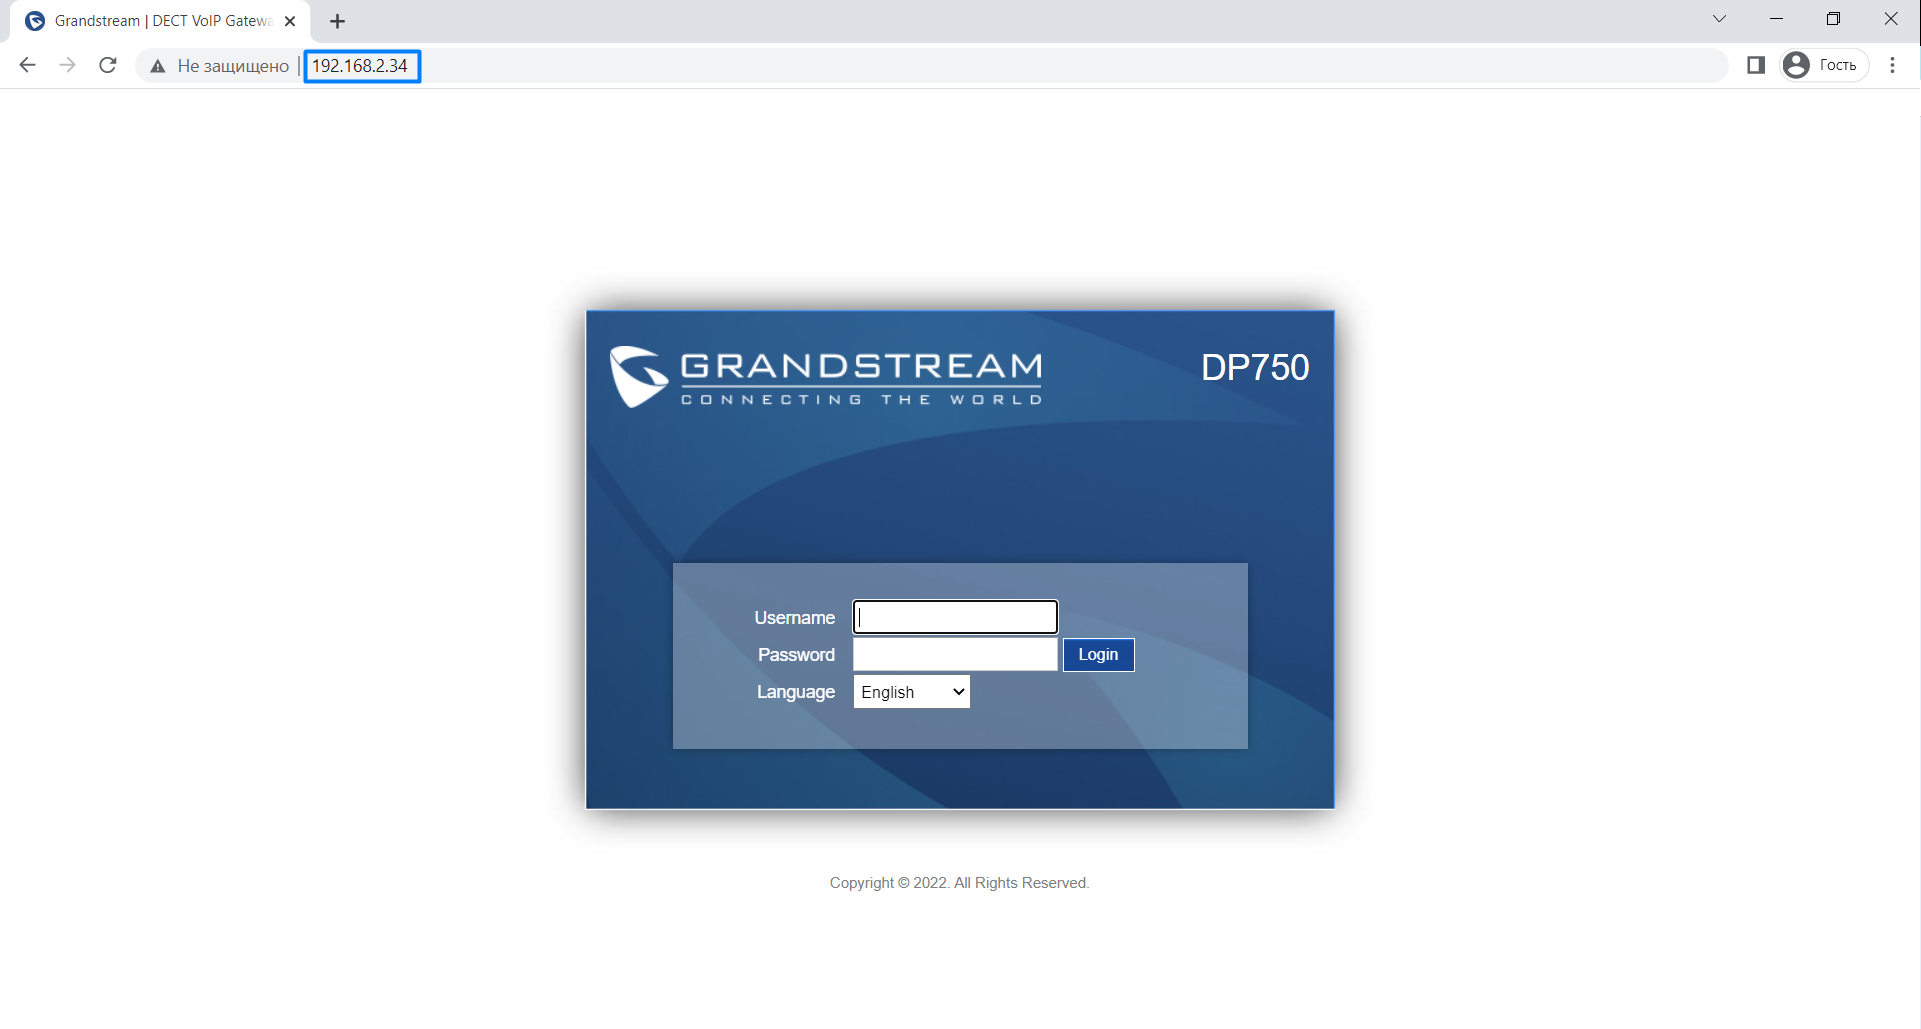 Grandstream | DECT VoIP Gatewa
Не защищено | 192.168.2.34
Гость
GRANDSTREAM
CONNECTING THE WORLD
DP750
Username
Password
Login
Language
English
Copyright © 2022. All Rights Reserved.